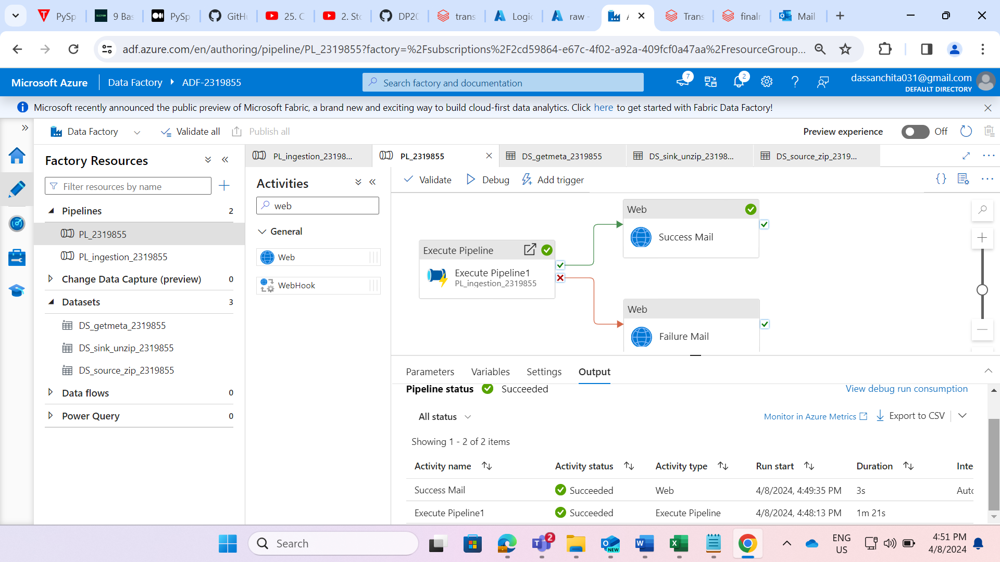 PySp
9 Bas
PySp
GitHu
25. C
2. Sto
DP20
trans
Logic
raw -
Trans
finalr
Mail
adf.azure.com/en/authoring/pipeline/PL_2319855?factory=%2Fsubscriptions%2F2cd59864-e67c-4f02-a92a-409fcf0a47aa%2FresourceGroup...
Microsoft Azure
Data Factory
ADF-2319855
Search factory and documentation
7
2
dassanchita031@gmail.com
DEFAULT DIRECTORY
Microsoft recently announced the public preview of Microsoft Fabric, a brand new and exciting way to build cloud-first data analytics. Click here to get started with Fabric Data Factory!
Data Factory
Validate all
Publish all
Preview experience
Off
Factory Resources
Filter resources by name
Pipelines
2
PL_2319855
PL_ingestion_2319855
Change Data Capture (preview)
0
Datasets
3
DS_getmeta_2319855
DS_sink_unzip_2319855
DS_source_zip_2319855
Data flows
0
Power Query
0
PL_ingestion_23198...
PL_2319855
DS_getmeta_2319855
DS_sink_unzip_23198...
DS_source_zip_2319...
Activities
web
General
Web
WebHook
Validate
Debug
Add trigger
Execute Pipeline
Execute Pipeline1
PL_ingestion_2319855
Web
Success Mail
Web
Failure Mail
Parameters
Variables
Settings
Output
Pipeline status
Succeeded
View debug run consumption
All status
Monitor in Azure Metrics
Export to CSV
Showing 1 - 2 of 2 items
Activity name
Activity status
Activity type
Run start
Duration
Inte
Success Mail
Succeeded
Web
4/8/2024, 4:49:35 PM
3s
Auto
Execute Pipeline1
Succeeded
Execute Pipeline
4/8/2024, 4:48:13 PM
1m 21s
Search
2
NEW
ENG
US
4:51 PM
4/8/2024